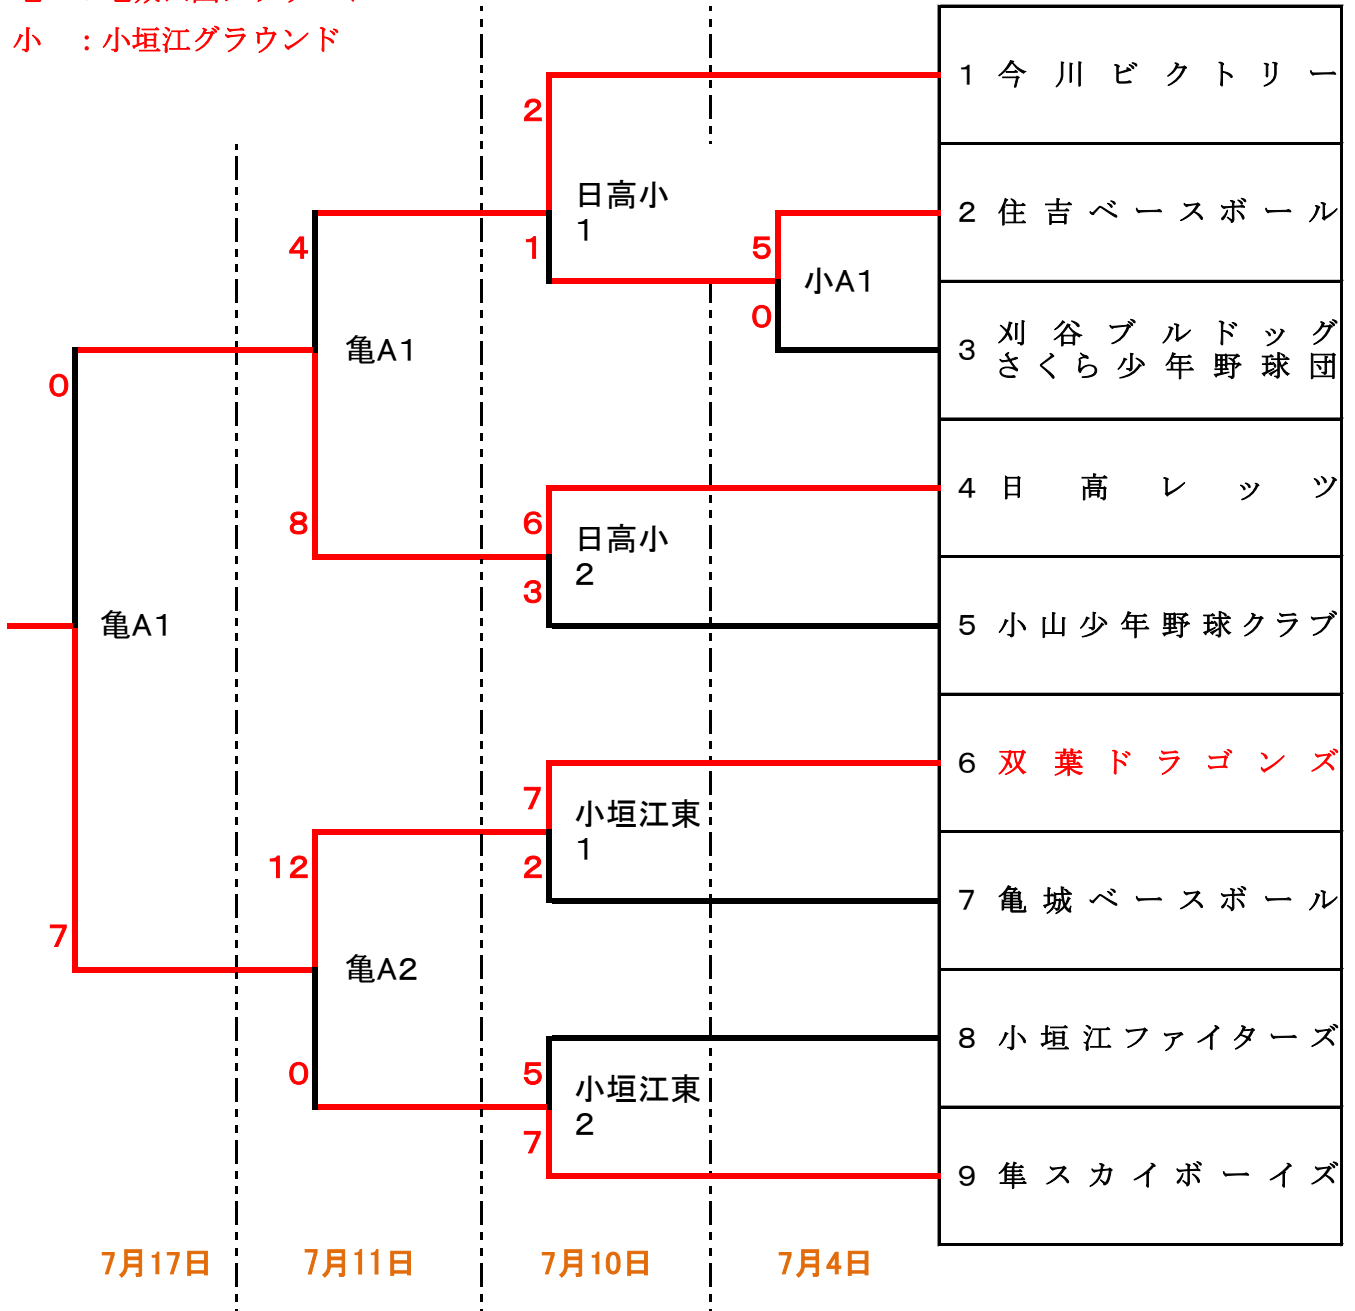 小 ：小垣江グラウンド
1 今川ビクトリー
2
日高小
1
2 住吉ベースボール
4
1
5
小A1
0
3 刈谷ブルドッグ
さくら少年野球団
亀A1
0
4 日高レッツ
8
6
日高小
2
3
亀A1
5 小山少年野球クラブ
6 双葉ドラゴンズ
7
小垣江東
1
12
2
7 亀城ベースボール
7
亀A2
8 小垣江ファイターズ
0
5
小垣江東
2
7
9 隼スカイボーイズ
7月17日 7月11日 7月10日 7月4日